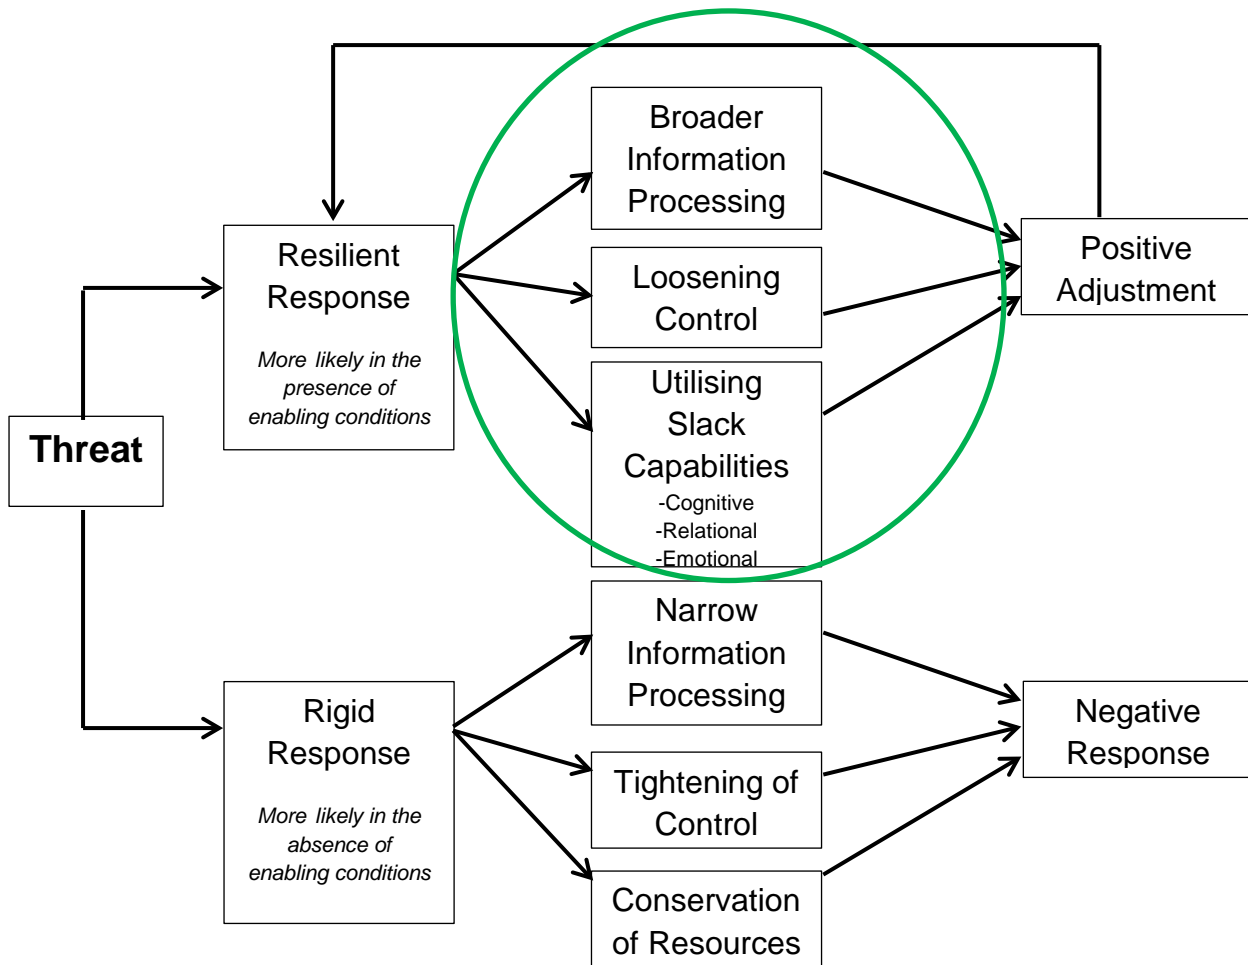 Threat
Resilient
Response
More likely in the
presence of
enabling conditions
Broader
Information
Processing
Loosening
Control
Utilising
Slack
Capabilities
-Cognitive
-Relational
-Emotional
Positive
Adjustment
Rigid
Response
More likely in the
absence of
enabling conditions
Narrow
Information
Processing
Tightening of
Control
Conservation
of Resources
Negative
Response